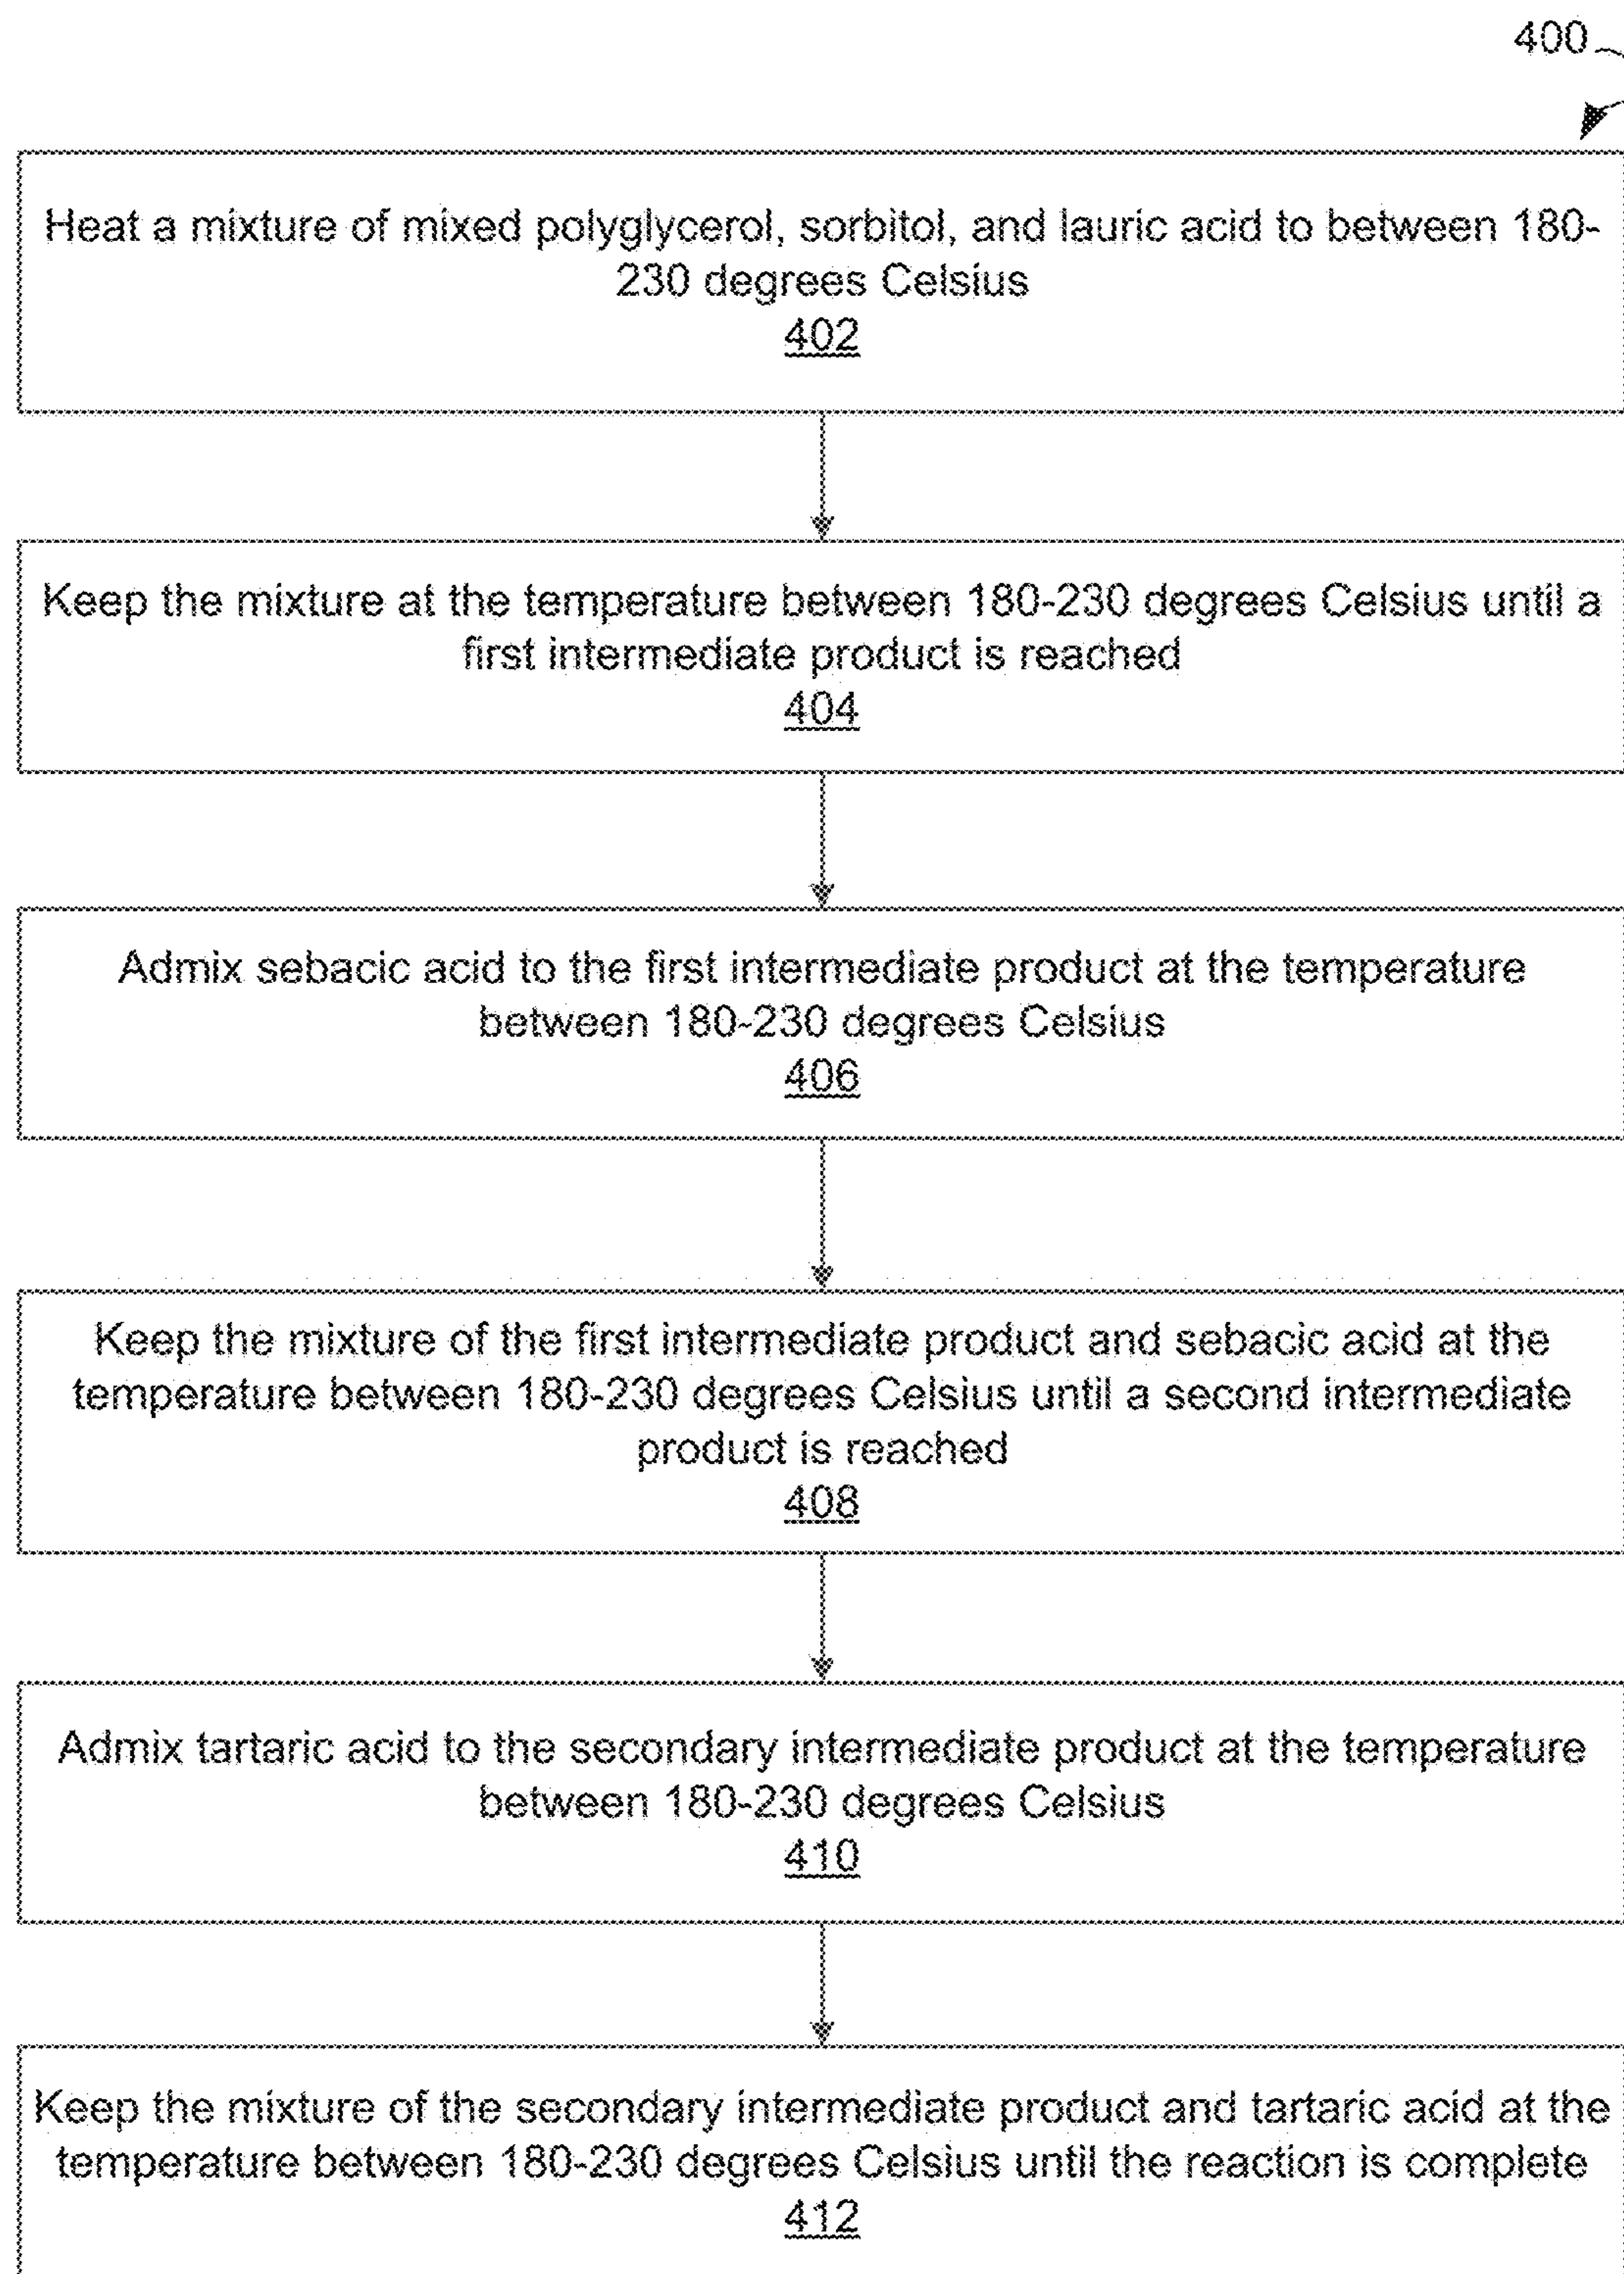 400
Heat a mixture of mixed polyglycerol, sorbitol, and lauric acid to between 180-
230 degrees Celsius
402
Keep the mixture at the temperature between 180-230 degrees Celsius until a
first intermediate product is reached
404
Admix sebacic acid to the first intermediate product at the temperature
between 180-230 degrees Celsius
406
Keep the mixture of the first intermediate product and sebacic acid at the
temperature between 180-230 degrees Celsius until a second intermediate
product is reached
408
Admix tartaric acid to the secondary intermediate product at the temperature
between 180-230 degrees Celsius
410
Keep the mixture of the secondary intermediate product and tartaric acid at the
temperature between 180-230 degrees Celsius until the reaction is complete
412